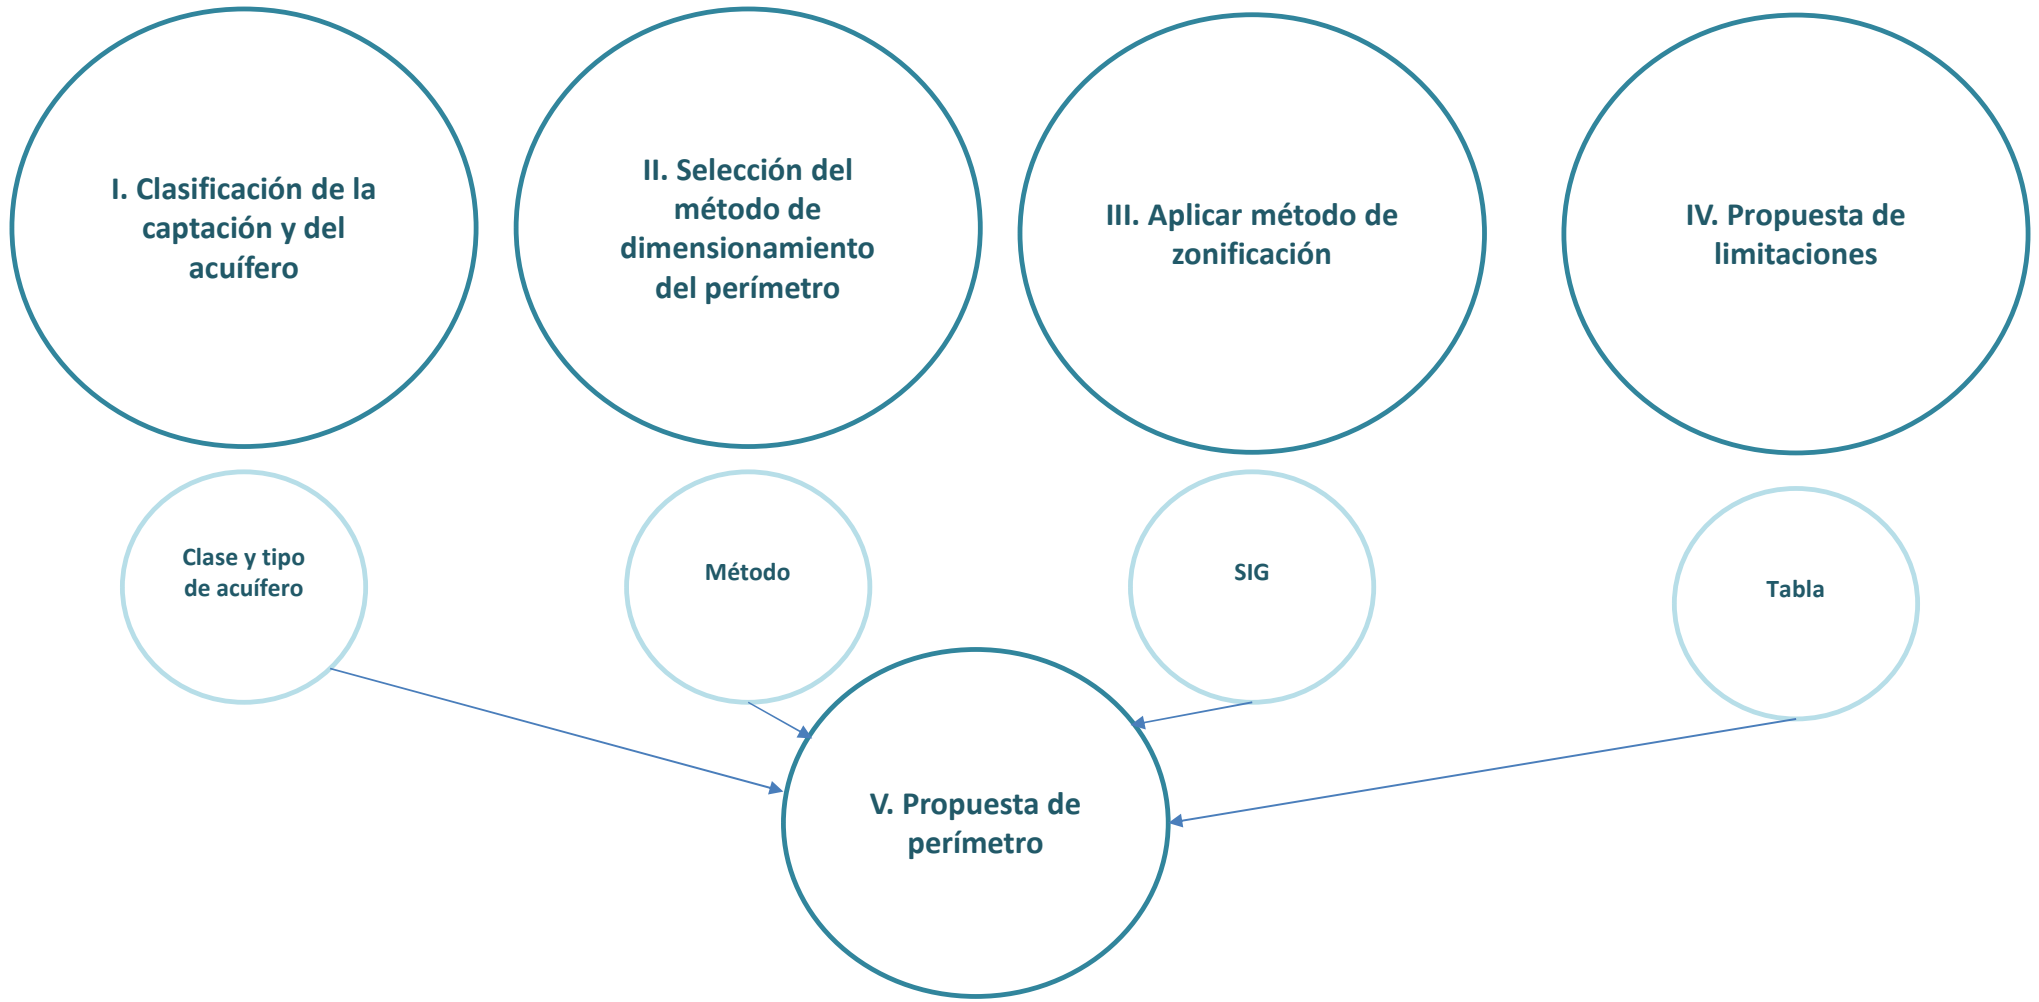 I. Clasificación de la
captación y del
acuífero
II. Selección del
método de
dimensionamiento
del perímetro
III. Aplicar método de
zonificación
IV. Propuesta de
limitaciones
Clase y tipo
de acuífero
Método
SIG
Tabla
V. Propuesta de
perímetro